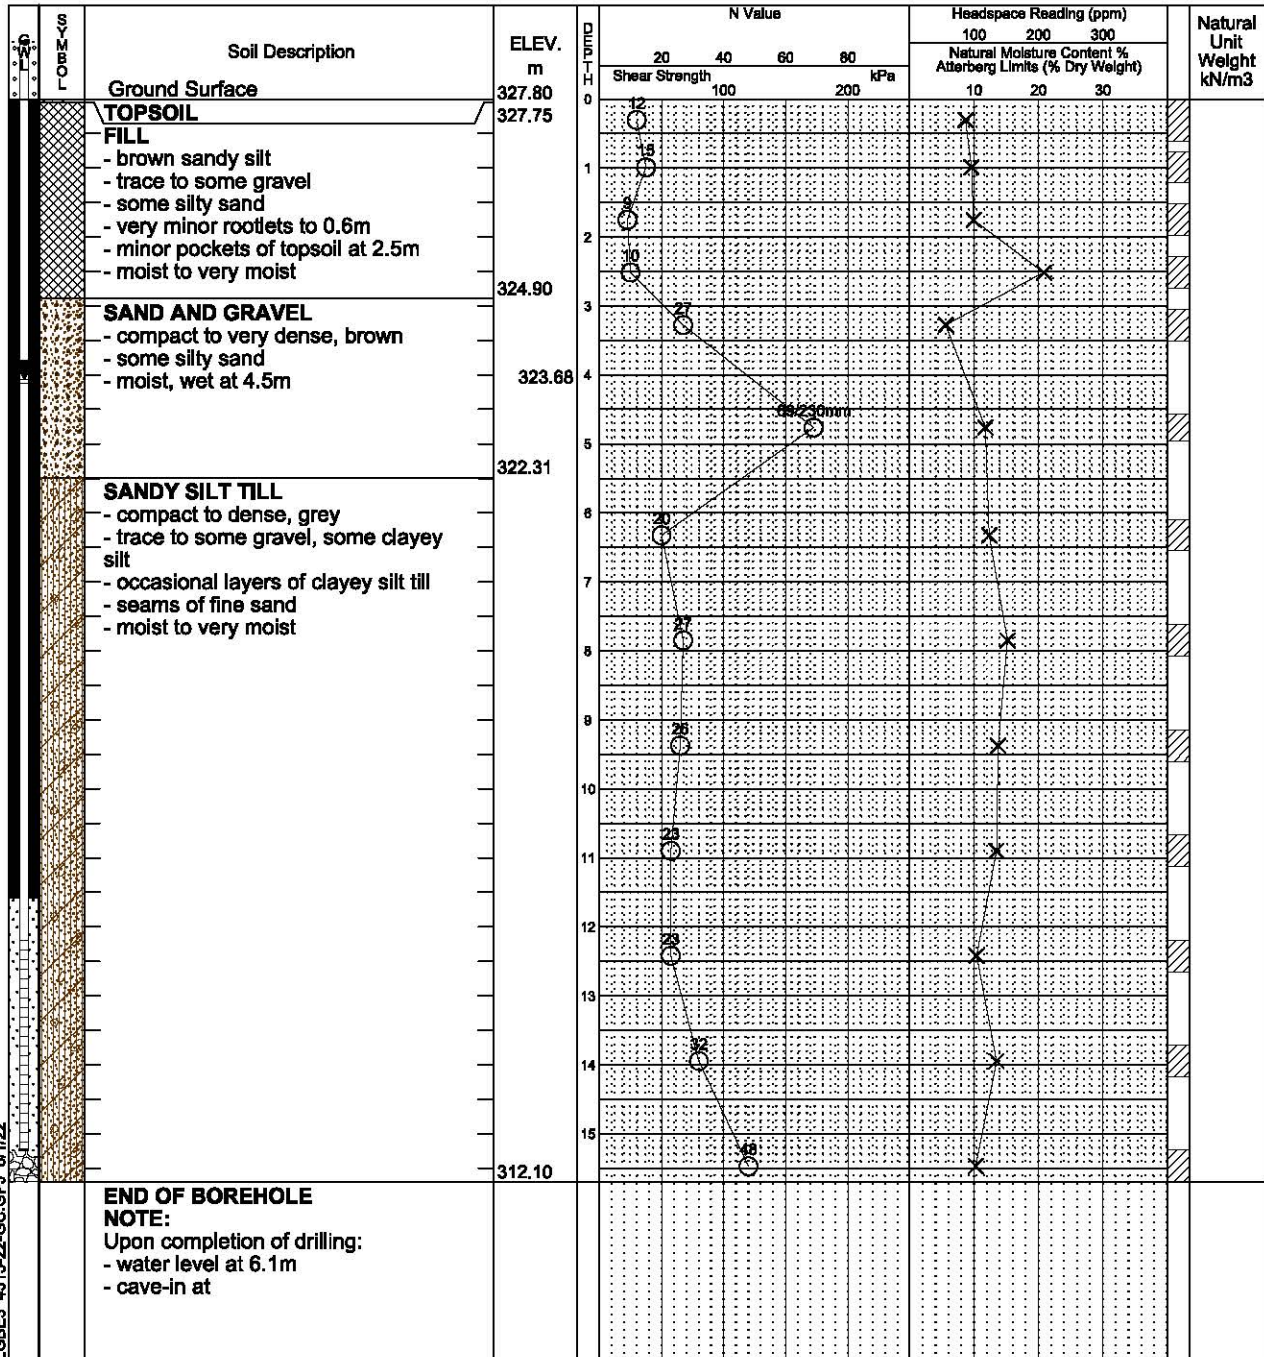 N Value
Headspace Reading (ppm)
100 200 300
Natural Moisture Content %
Atterberg Limits (% Dry Weight)
10 20 30
Natural
Unit
Weight
kN/m3
GWL
SYMBOL
Soil Description
ELEV.
m
DEPTH
20 40 60 80
Shear Strength kPa
100 200
Ground Surface
327.80
0
TOPSOIL
327.75
FILL
- brown sandy silt
- trace to some gravel
- some silty sand
- very minor rootlets to 0.6m
- minor pockets of topsoil at 2.5m
- moist to very moist
324.90
SAND AND GRAVEL
- compact to very dense, brown
- some silty sand
- moist, wet at 4.5m
323.68
322.31
SANDY SILT TILL
- compact to dense, grey
- trace to some gravel, some clayey
silt
- occasional layers of clayey silt till
- seams of fine sand
- moist to very moist
312.10
END OF BOREHOLE
NOTE:
Upon completion of drilling:
- water level at 6.1m
- cave-in at
1
2
3
4
5
6
7
8
9
10
11
12
13
14
15
12
15
9
10
27
20
27
26
23
23
32
48